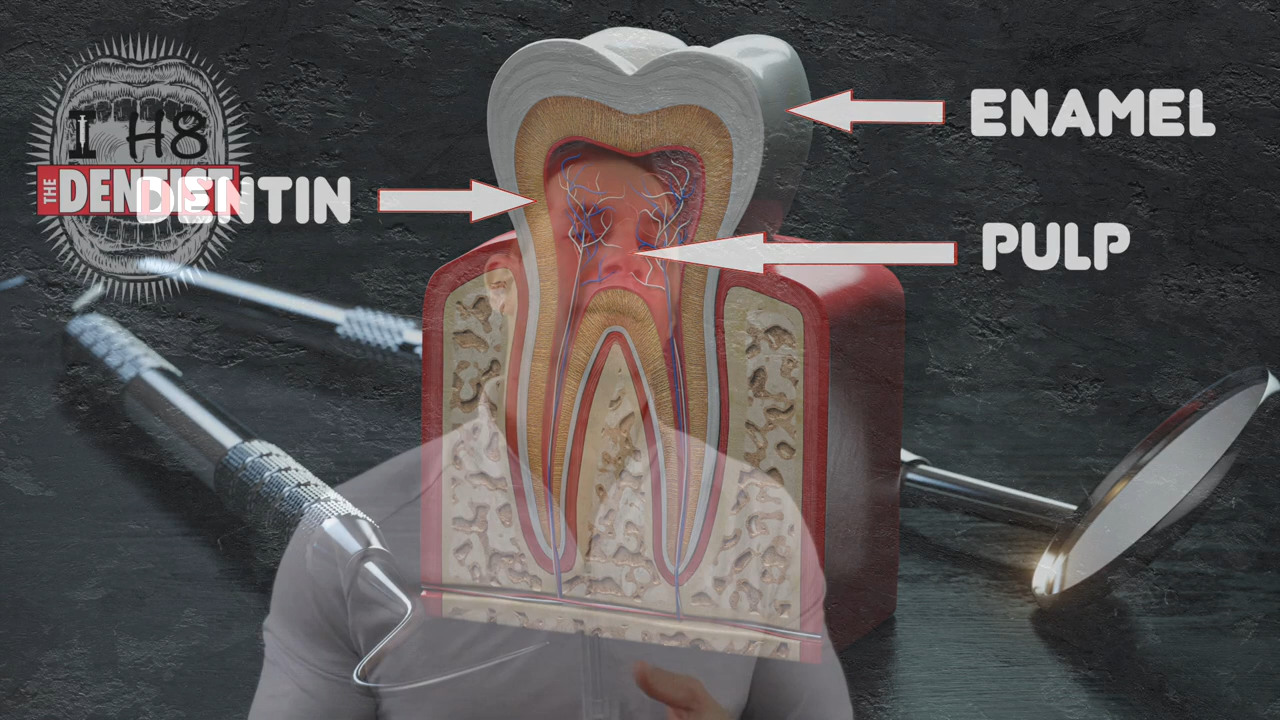 I H8
THE DENTIST
ENAMEL
DENTIN
PULP